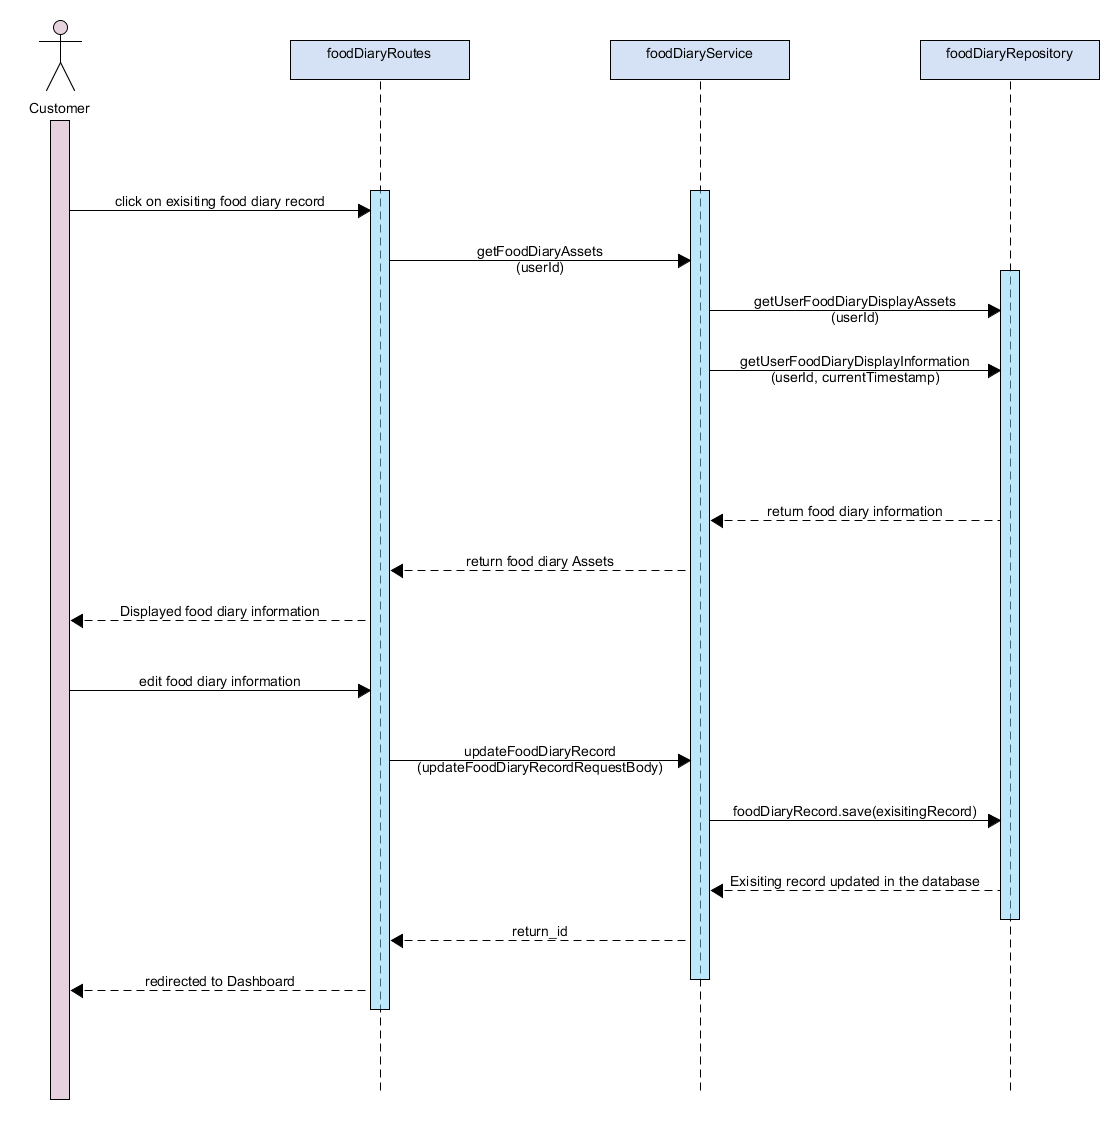 foodDiaryRoutes
foodDiaryService
foodDiaryRepository
Customer
click on exisiting food diary record
getFoodDiaryAssets
(userId)
getUserFoodDiaryDisplayAssets
(userId)
getUserFoodDiaryDisplayInformation
(userId, currentTimestamp)
return food diary information
return food diary Assets
Displayed food diary information
edit food diary information
updateFoodDiaryRecord
(updateFoodDiaryRecordRequestBody)
foodDiaryRecord.save(exisitingRecord)
Exisiting record updated in the database
return_id
redirected to Dashboard